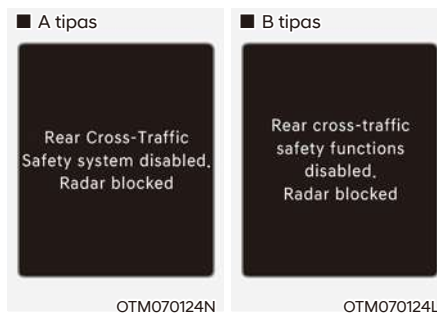 ■ A tipas
Rear Cross-Traffic
Safety system disabled.
Radar blocked
OTM070124N
■ B tipas
Rear cross-traffic
safety functions
disabled.
Radar blocked
OTM070124L